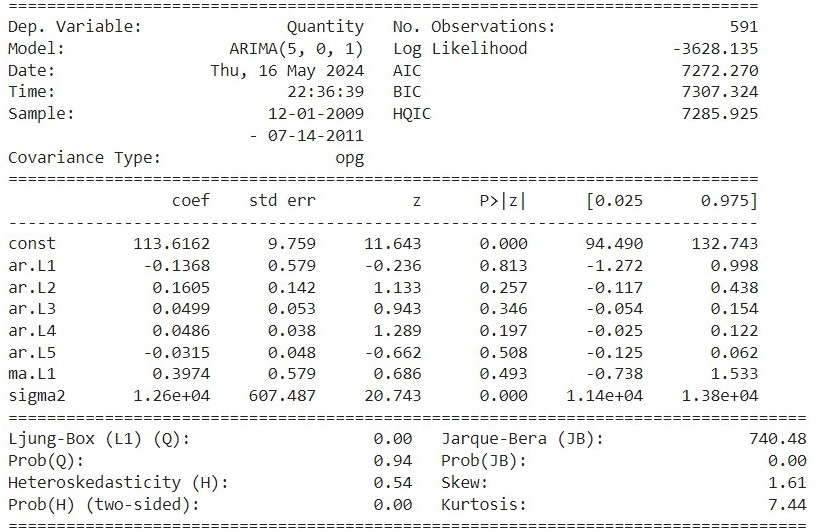 ==============================================================================
Dep. Variable:               Quantity   No. Observations:                  591
Model:                 ARIMA(5, 0, 1)   Log Likelihood               -3628.135
Date:                Thu, 16 May 2024   AIC                           7272.270
Time:                        22:36:39   BIC                           7307.324
Sample:                    12-01-2009   HQIC                          7285.925
                         - 07-14-2011
Covariance Type:                  opg
==============================================================================
                 coef    std err          z      P>|z|      [0.025      0.975]
------------------------------------------------------------------------------
const        113.6162      9.759     11.643      0.000      94.490     132.743
ar.L1         -0.1368      0.579     -0.236      0.813      -1.272       0.998
ar.L2          0.1605      0.142      1.133      0.257      -0.117       0.438
ar.L3          0.0499      0.053      0.943      0.346      -0.054       0.154
ar.L4          0.0486      0.038      1.289      0.197      -0.025       0.122
ar.L5         -0.0315      0.048     -0.662      0.508      -0.125       0.062
ma.L1          0.3974      0.579      0.686      0.493      -0.738       1.533
sigma2       1.26e+04    607.487     20.743      0.000    1.14e+04    1.38e+04
===================================================================================
Ljung-Box (L1) (Q):                   0.00   Jarque-Bera (JB):               740.48
Prob(Q):                              0.94   Prob(JB):                         0.00
Heteroskedasticity (H):               0.54   Skew:                             1.61
Prob(H) (two-sided):                  0.00   Kurtosis:                         7.44
===================================================================================